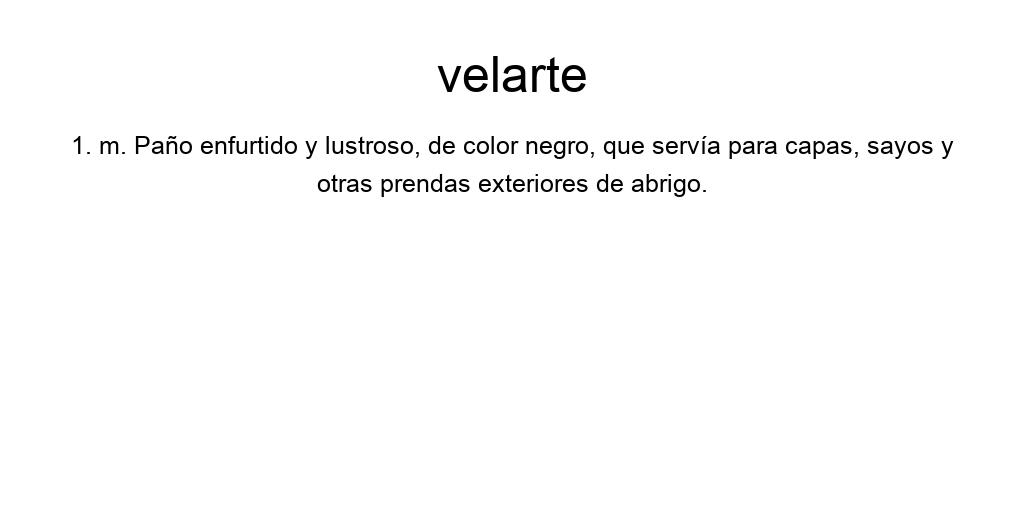 velarte
1. m. Paño enfurtido y lustroso, de color negro, que servía para capas, sayos y
otras prendas exteriores de abrigo.